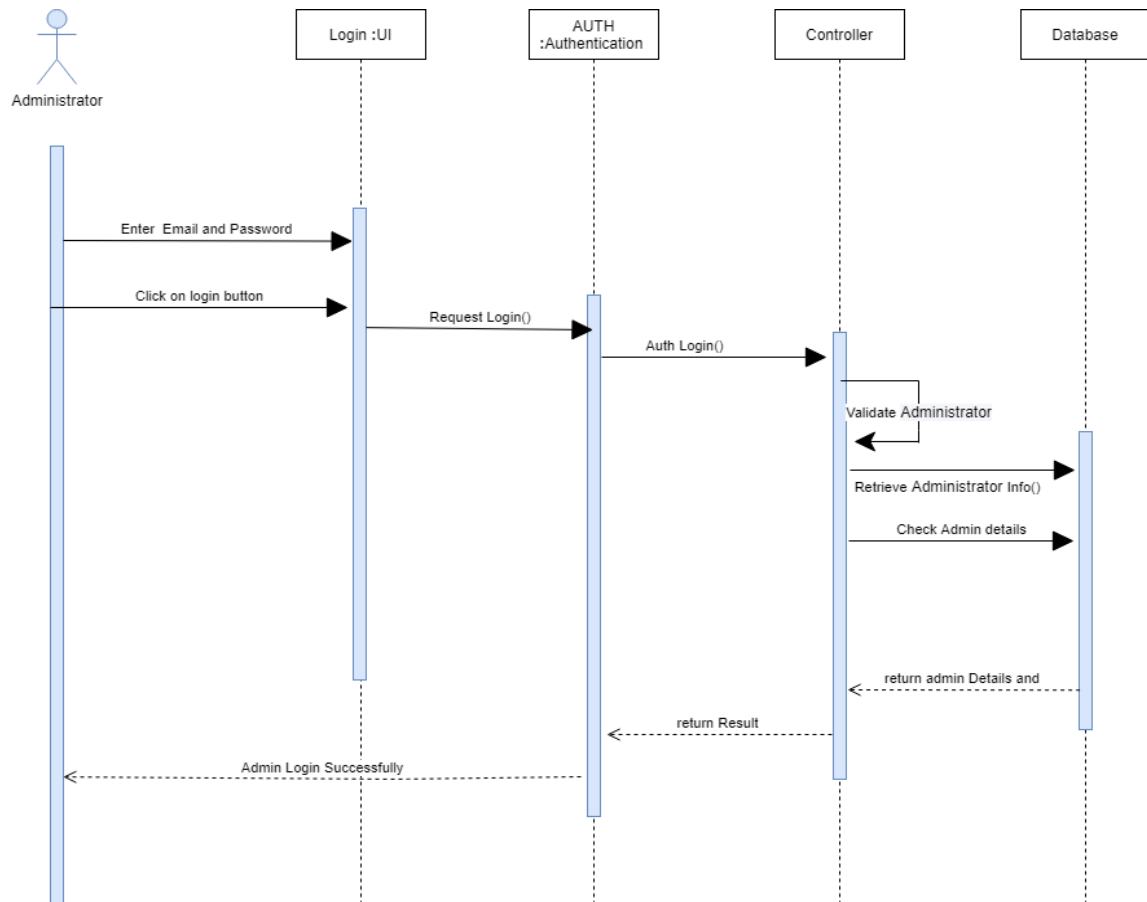 Login :UI
AUTH
:Authentication
Controller
Database
Administrator
Enter Email and Password
Click on login button
Request Login()
Auth Login()
Validate Administrator
Retrieve Administrator Info()
Check Admin details
return admin Details and
return Result
Admin Login Successfully